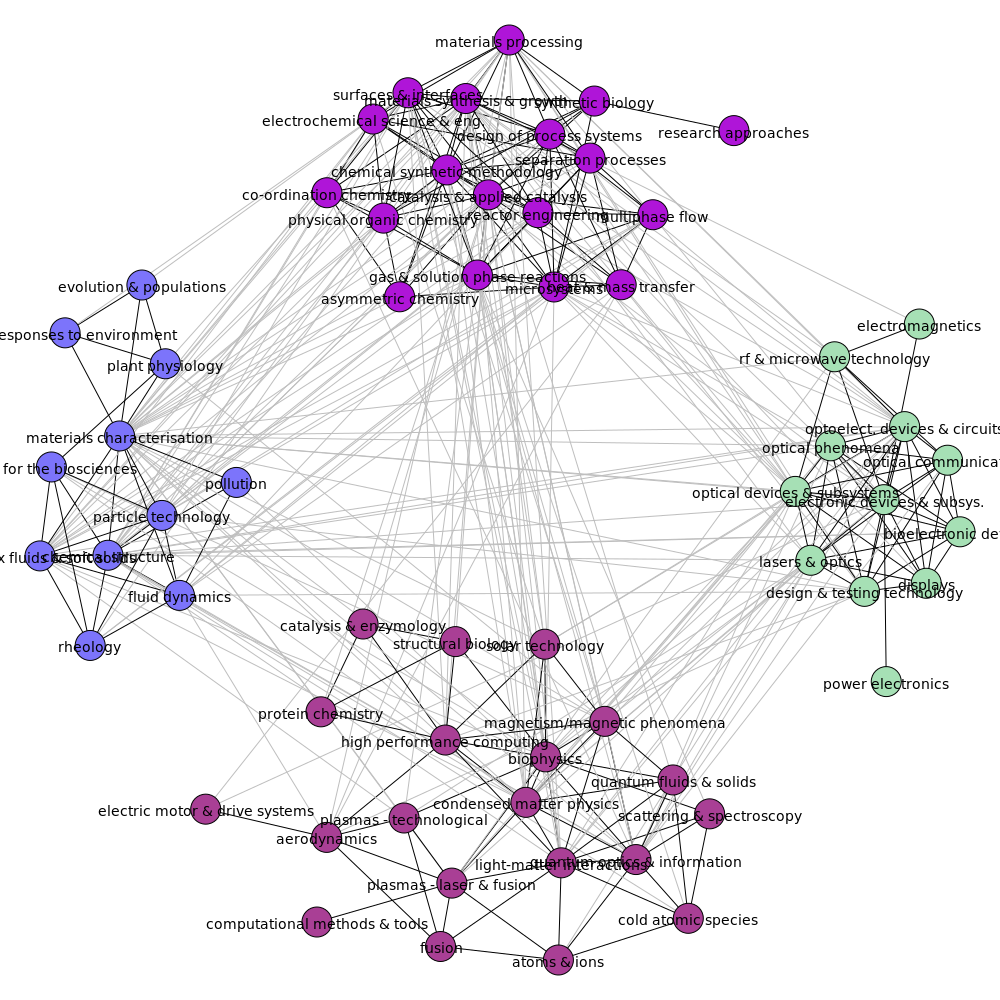 materials processing
surfaces & interfaces
materials synthesis & growth
synthetic biology
electrochemical science & eng.
design of process systems
research approaches
separation processes
chemical synthetic methodology
co-ordination chemistry
catalysis & applied catalysis
physical organic chemistry
reactor engineering
multiphase flow
gas & solution phase reactions
microsystems
heat & mass transfer
asymmetric chemistry
evolution & populations
esponses to environment
plant physiology
electromagnetics
rf & microwave technology
materials characterisation
optoelect. devices & circuits
optical phenomena
optical communicat
for the biosciences
pollution
optical devices & subsystems
electronic devices & subsys.
particle technology
bioelectronic de
x fluids & soft solids
chemical structure
lasers & optics
displays
design & testing technology
fluid dynamics
rheology
catalysis & enzymology
structural biology
solar technology
power electronics
protein chemistry
magnetism/magnetic phenomena
high performance computing
biophysics
quantum fluids & solids
condensed matter physics
electric motor & drive systems
scattering & spectroscopy
plasmas - technological
aerodynamics
light-matter interactions
quantum optics & information
plasmas - laser & fusion
computational methods & tools
cold atomic species
fusion
atoms & ions